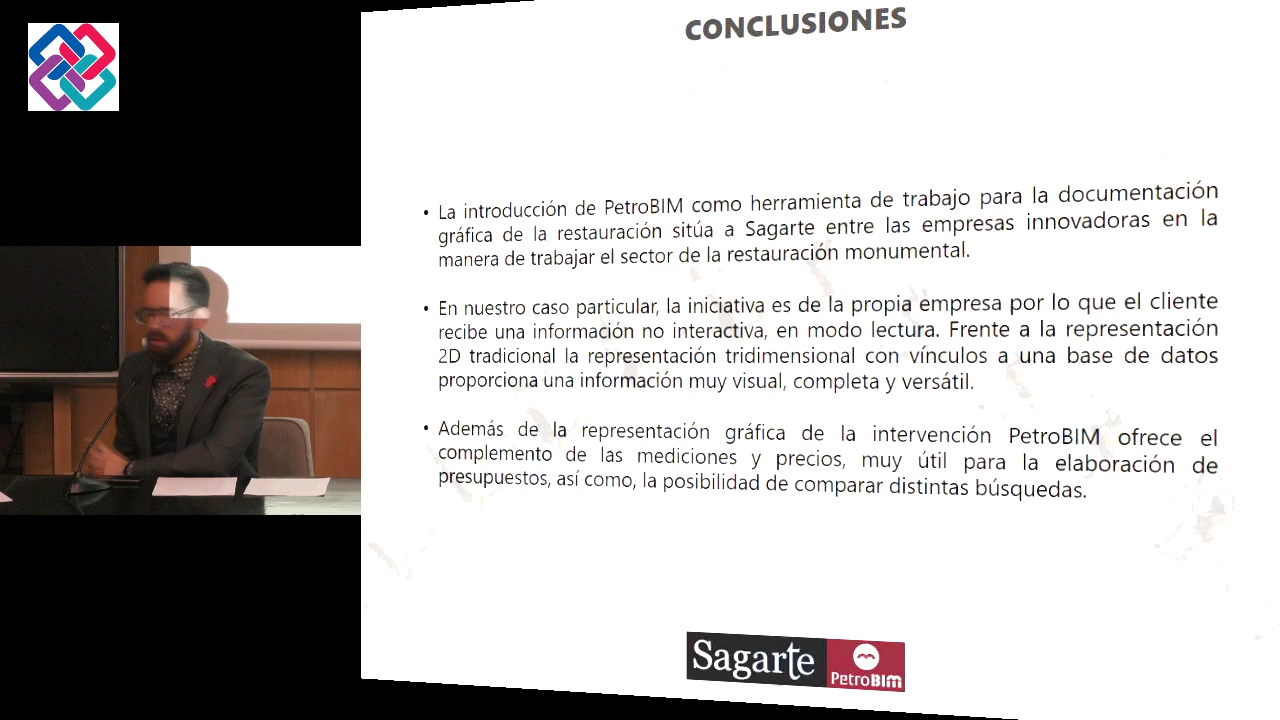 CONCLUSIONES
• La introducción de PetroBIM como herramienta de trabajo para la documentación
gráfica de la restauración sitúa a Sagarte entre las empresas innovadoras en la
manera de trabajar el sector de la restauración monumental.
• En nuestro caso particular, la iniciativa es de la propia empresa por lo que el cliente
recibe una información no interactiva, en modo lectura. Frente a la representación
2D tradicional la representación tridimensional con vínculos a una base de datos
proporciona una información muy visual, completa y versátil.
• Además de la representación gráfica de la intervención PetroBIM ofrece el
complemento de las mediciones y precios, muy útil para la elaboración de
presupuestos, así como, la posibilidad de comparar distintas búsquedas.
Sagarte
PetroBIM